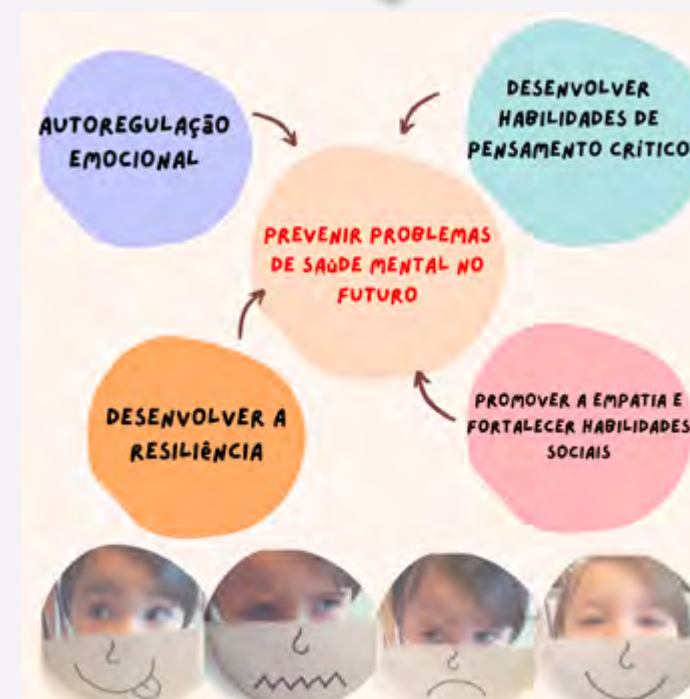 AUTOREGULAÇÃO
EMOCIONAL
DESENVOLVER
HABILIDADES DE
PENSAMENTO CRÍTICO
PREVENIR PROBLEMAS
DE SAÚDE MENTAL NO
FUTURO
DESENVOLVER A
RESILIÊNCIA
PROMOVER A EMPATIA E
FORTALECER HABILIDADES
SOCIAIS